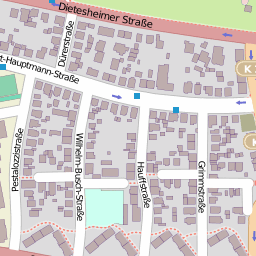 Dietesheimer Straße
Dürerstraße
t-Hauptmann-Straße
K
K
Pestalozzistraße
Wilhelm-Busch-Straße
Hauffstraße
Grimmstraße